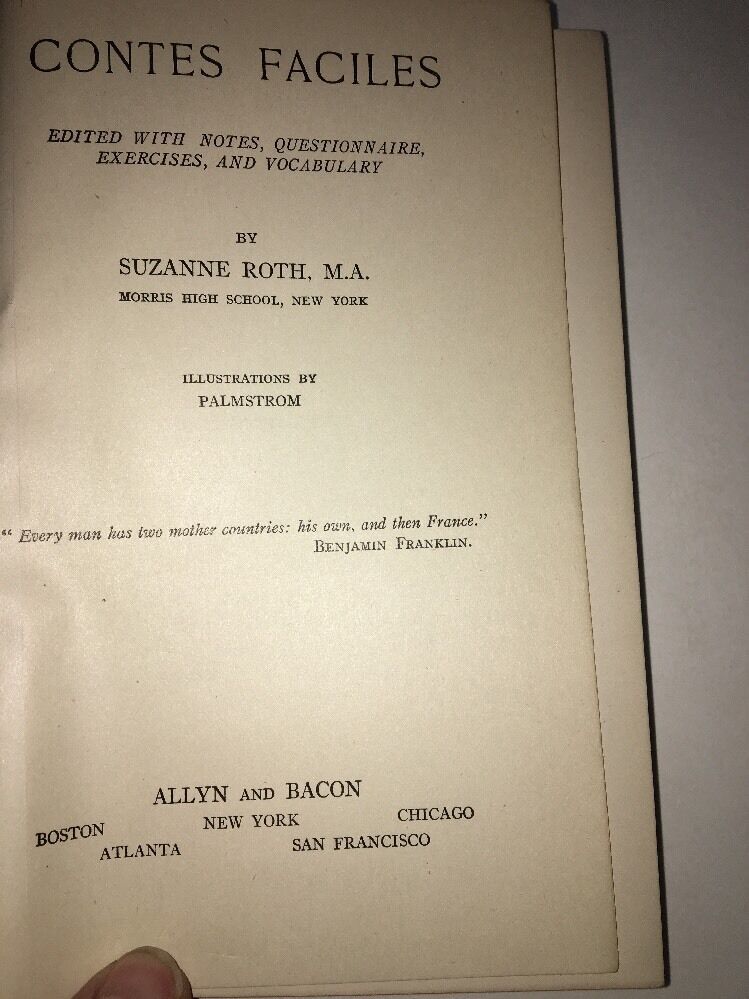 CONTES FACILES
EDITED WITH NOTES, QUESTIONNAIRE,
EXERCISES, AND VOCABULARY
BY
SUZANNE ROTH, M.A.
MORRIS HIGH SCHOOL, NEW YORK
ILLUSTRATIONS BY
PALMSTROM
“ Every man has two mother countries: his own, and then France.”
BENJAMIN FRANKLIN.
ALLYN AND BACON
BOSTON NEW YORK CHICAGO
ATLANTA SAN FRANCISCO